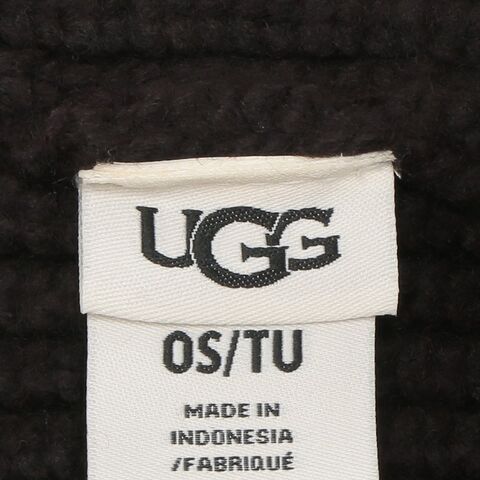 UGG
OS/TU
MADE IN
INDONESIA
/FABRIQUÉ